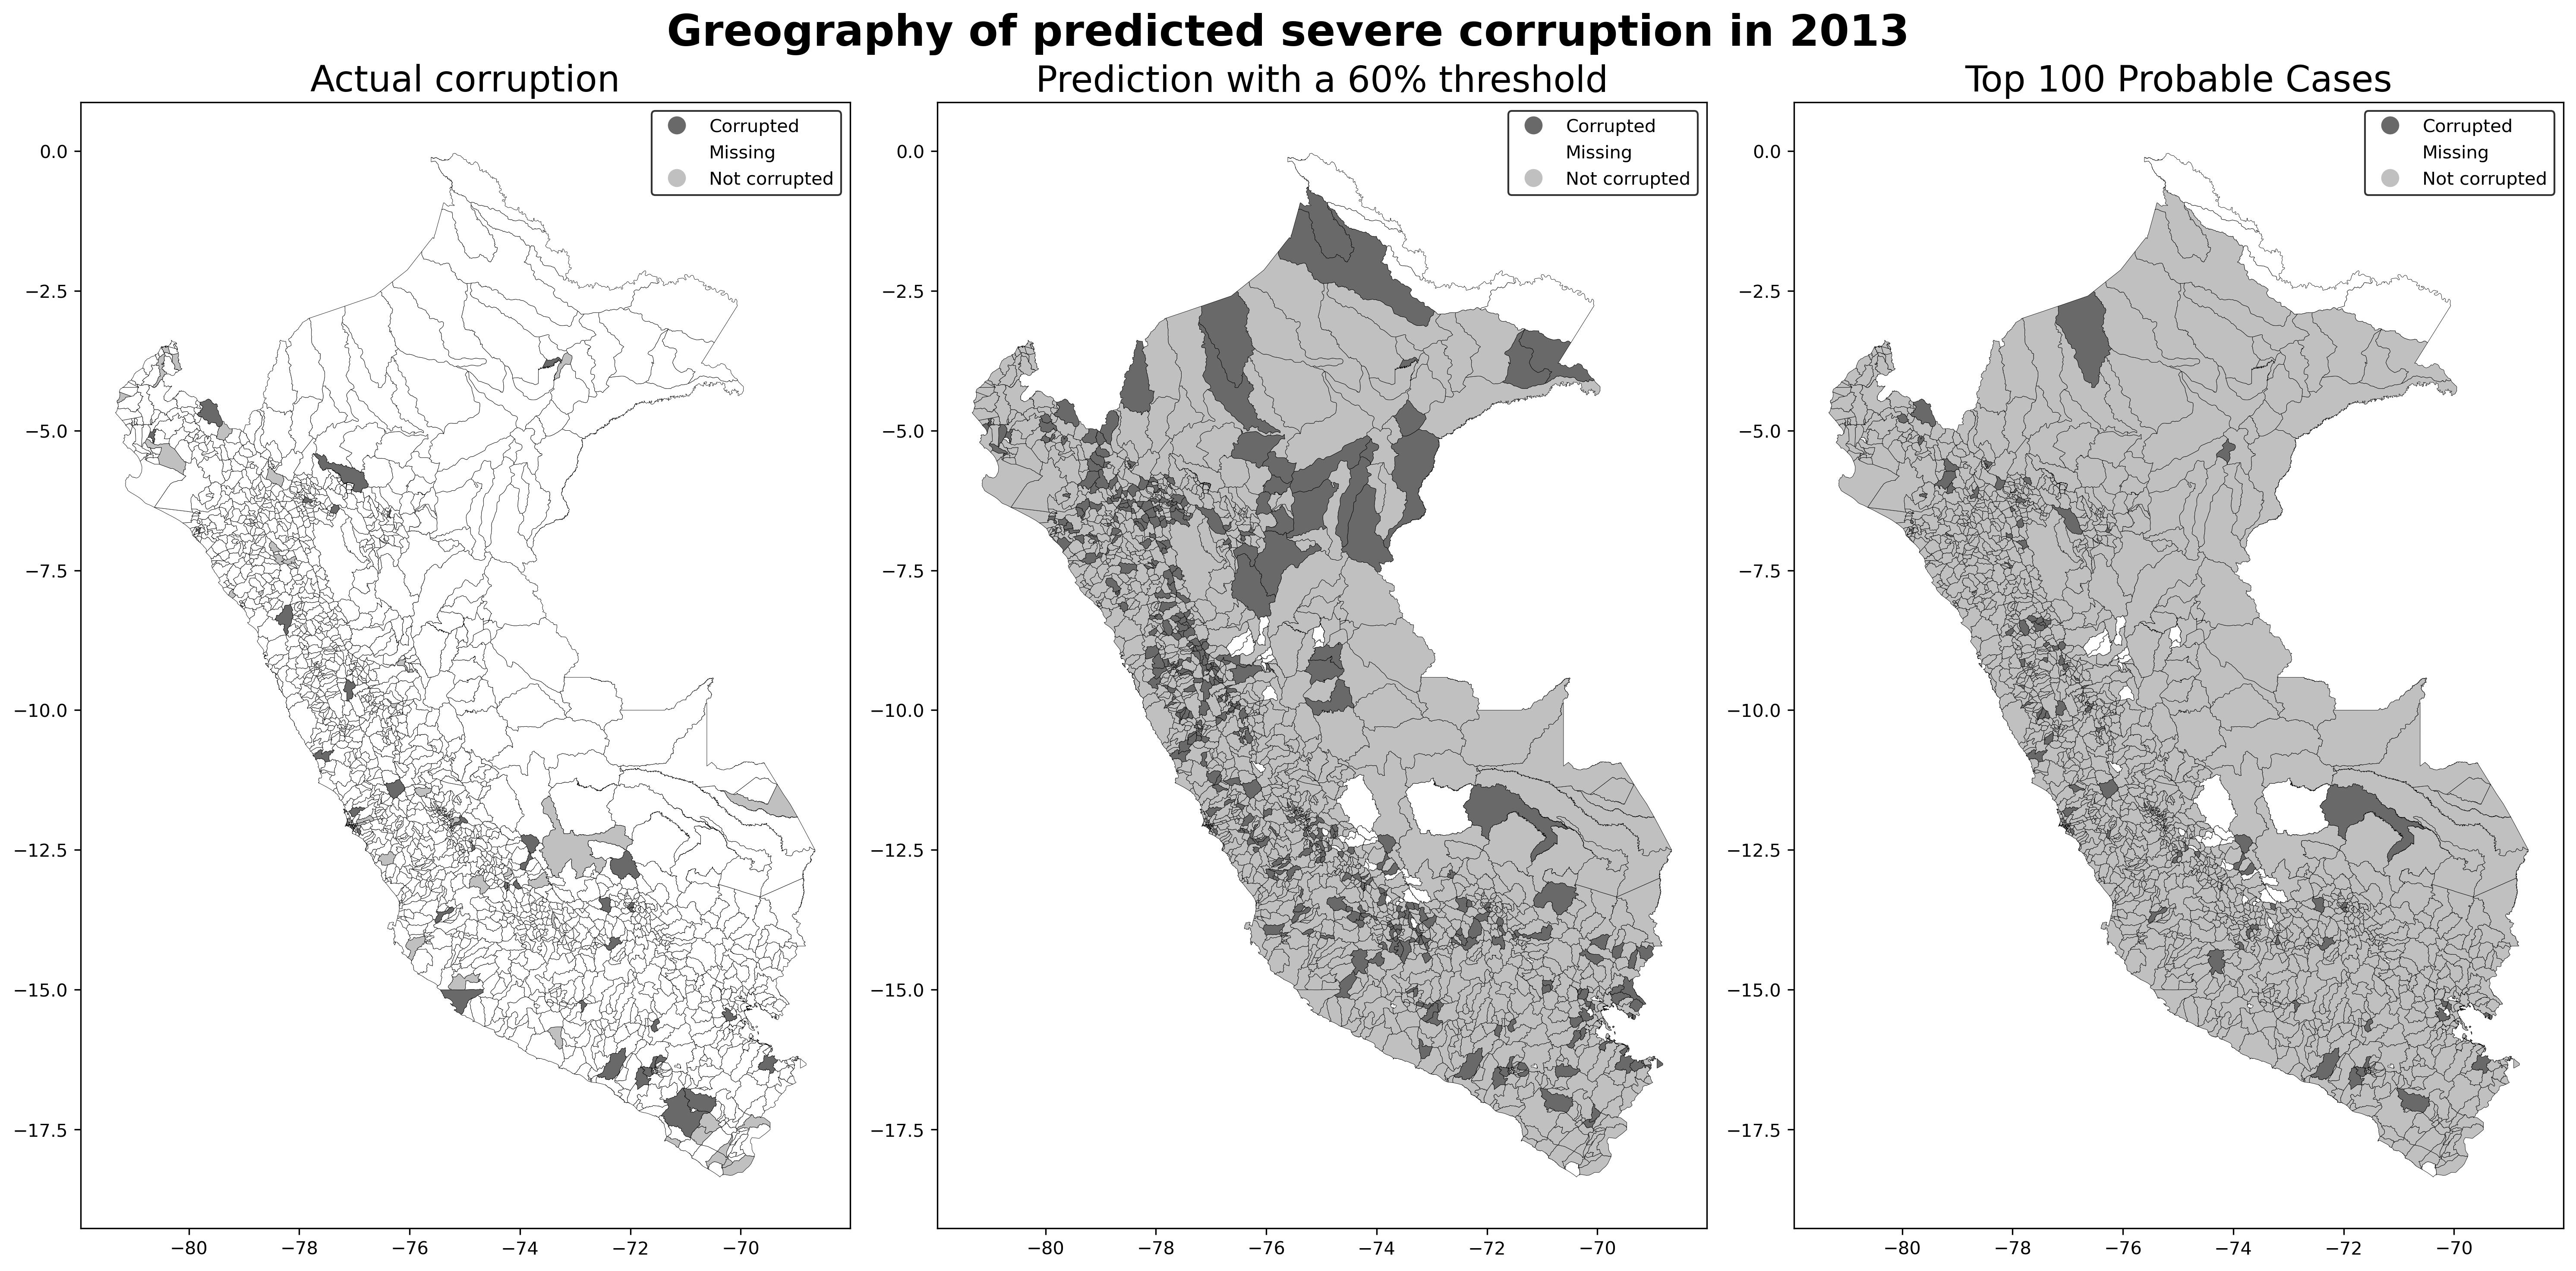 Greography of predicted severe corruption in 2013
Actual corruption
Corrupted
Missing
Not corrupted
0.0
−2.5
−5.0
−7.5
−10.0
−12.5
−15.0
−17.5
−80 −78 −76 −74 −72 −70
Prediction with a 60% threshold
Corrupted
Missing
Not corrupted
0.0
−2.5
−5.0
−7.5
−10.0
−12.5
−15.0
−17.5
−80 −78 −76 −74 −72 −70
Top 100 Probable Cases
Corrupted
Missing
Not corrupted
0.0
−2.5
−5.0
−7.5
−10.0
−12.5
−15.0
−17.5
−80 −78 −76 −74 −72 −70